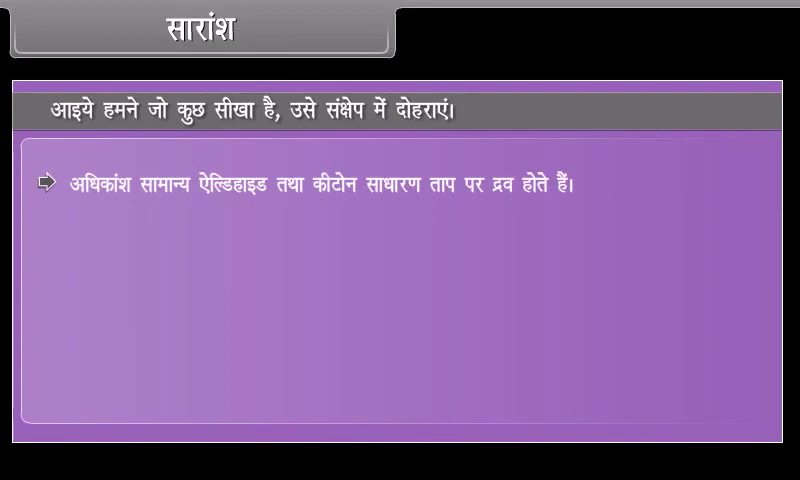 सारांश
आइये हमने जो कुछ सीखा है, उसे संक्षेप में दोहराएं।
अधिकांश सामान्य ऐल्डिहाइड तथा कीटोन साधारण ताप पर द्रव होते हैं।